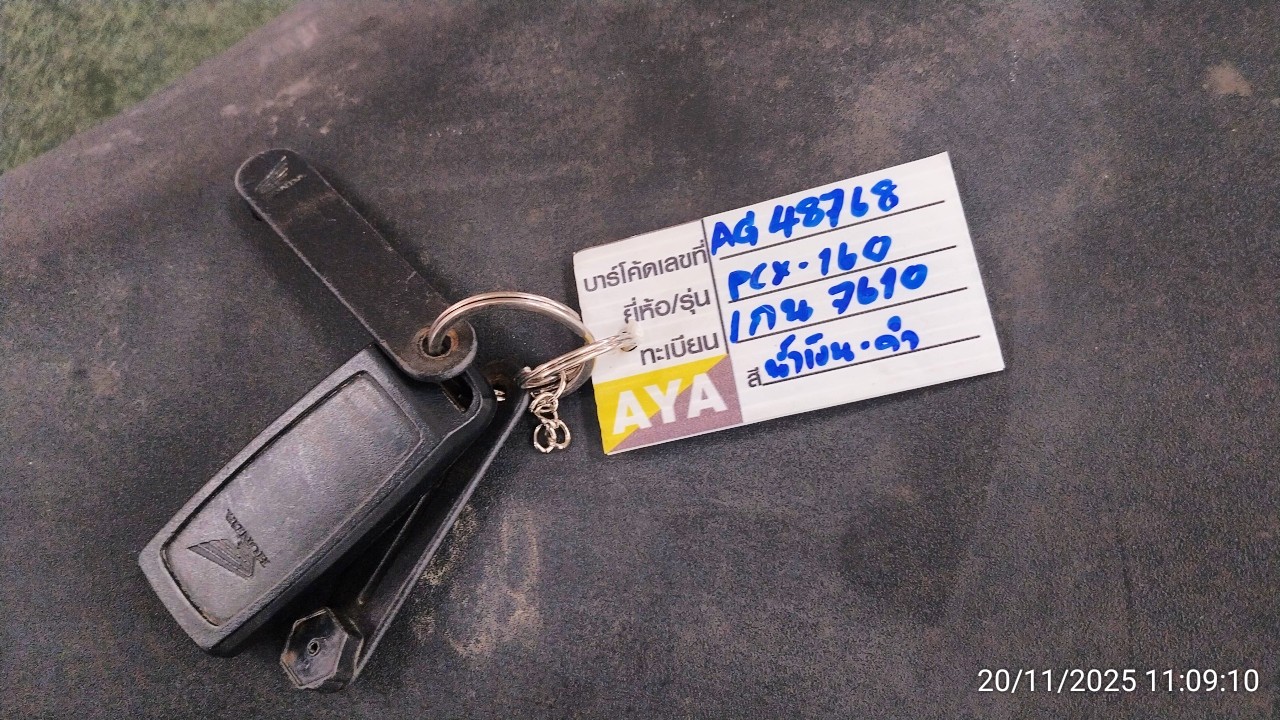 บาร์โค้ดเลขที่ AG 48768
ยี่ห้อ/รุ่น PCX-160
ทะเบียน 1กน 7610
สี น้ำเงิน-ดำ
AYA
HONDA
20/11/2025 11:09:10